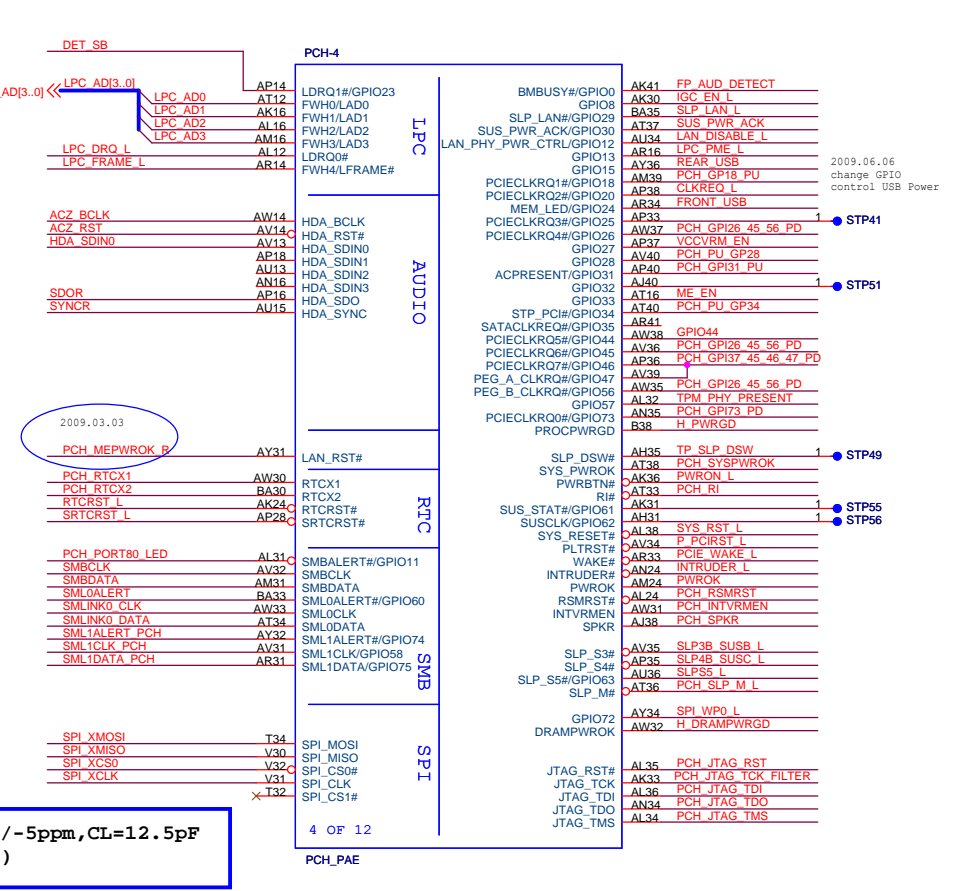 DET_SB
PCH-4
AD[3..0]
LPC_AD[3..0]
LPC_AD0
LPC_AD1
LPC_AD2
LPC_AD3
LPC_DRQ_L
LPC_FRAME_L
AP14 LDRQ1#/GPIO23
AT12 FWH0/LAD0
AK16 FWH1/LAD1
AL16 FWH2/LAD2
AM16 FWH3/LAD3
AL12 LDRQ0#
AR14 FWH4/LFRAME#
LPC
ACZ_BCLK AW14 HDA_BCLK
ACZ_RST AV14 HDA_RST#
HDA_SDIN0 AV13 HDA_SDIN0
AP18 HDA_SDIN1
AU13 HDA_SDIN2
AN16 HDA_SDIN3
SDOR AP16 HDA_SDO
SYNCR AU15 HDA_SYNC
AUDIO
2009.03.03
PCH_MEPWROK_R AY31 LAN_RST#
PCH_RTCX1 AW30 RTCX1
PCH_RTCX2 BA30 RTCX2
RTCRST_L AK24 RTCRST#
SRTCRST_L AP28 SRTCRST#
RTC
PCH_PORT80_LED AL31 SMBALERT#/GPIO11
SMBCLK AV32 SMBCLK
SMBDATA AM31 SMBDATA
SML0ALERT BA33 SML0ALERT#/GPIO60
SMLINK0_CLK AW33 SML0CLK
SMLINK0_DATA AT34 SML0DATA
SML1ALERT_PCH AY32 SML1ALERT#/GPIO74
SML1CLK_PCH AV31 SML1CLK/GPIO58
SML1DATA_PCH AR31 SML1DATA/GPIO75
SMB
SPI_XMOSI T34 SPI_MOSI
SPI_XMISO V30 SPI_MISO
SPI_XCS0 V32 SPI_CS0#
SPI_XCLK V31 SPI_CLK
T32 SPI_CS1#
SPI
4 OF 12
PCH_PAE
/-5ppm,CL=12.5pF
)
BMBUSY#/GPIO0 AK41 FP_AUD_DETECT
GPIO8 AK30 IGC_EN_L
SLP_LAN#/GPIO29 BA35 SLP_LAN_L
SUS_PWR_ACK/GPIO30 AT37 SUS_PWR_ACK
LAN_PHY_PWR_CTRL/GPIO12 AU34 LAN_DISABLE_L
GPIO13 AR16 LPC_PME_L
GPIO15 AY36 REAR_USB
PCIECLKRQ1#/GPIO18 AM39 PCH_GP18_PU
PCIECLKRQ2#/GPIO20 AP38 CLKREQ_L
MEM_LED/GPIO24 AR34 FRONT_USB
PCIECLKRQ3#/GPIO25 AP33 1 STP41
PCIECLKRQ4#/GPIO26 AW37 PCH_GPI26_45_56_PD
GPIO27 AP37 VCCVRM_EN
GPIO28 AV40 PCH_PU_GP28
ACPRESENT/GPIO31 AP40 PCH_GPI31_PU
GPIO32 AJ40 1 STP51
GPIO33 AT16 ME_EN
STP_PCI#/GPIO34 AT40 PCH_PU_GP34
SATACLKREQ#/GPIO35 AR41
PCIECLKRQ5#/GPIO44 AW38 GPIO44
PCIECLKRQ6#/GPIO45 AV36 PCH_GPI26_45_56_PD
PCIECLKRQ7#/GPIO46 AP36 PCH_GPI37_45_46_47_PD
PEG_A_CLKRQ#/GPIO47 AV39
PEG_B_CLKRQ#/GPIO56 AW35 PCH_GPI26_45_56_PD
GPIO57 AL32 TPM_PHY_PRESENT
PCIECLKRQ0#/GPIO73 AN35 PCH_GPI73_PD
PROCPWRGD B38 H_PWRGD
2009.06.06
change GPIO
control USB Power
SLP_DSW# AH35 TP_SLP_DSW 1 STP49
SYS_PWROK AT38 PCH_SYSPWROK
PWRBTN# AK36 PWRON_L
RI# AT33 PCH_RI
SUS_STAT#/GPIO61 AK31 1 STP55
SUSCLK/GPIO62 AH31 1 STP56
SYS_RESET# AL38 SYS_RST_L
PLTRST# AV34 P_PCIRST_L
WAKE# AR33 PCIE_WAKE_L
INTRUDER# AN24 INTRUDER_L
PWROK AM24 PWROK
RSMRST# AL24 PCH_RSMRST
INTVRMEN AW31 PCH_INTVRMEN
SPKR AJ38 PCH_SPKR
SLP_S3# AV35 SLP3B_SUSB_L
SLP_S4# AP35 SLP4B_SUSC_L
SLP_S5#/GPIO63 AU36 SLPS5_L
SLP_M# AT36 PCH_SLP_M_L
GPIO72 AY34 SPI_WP0_L
DRAMPWROK AW32 H_DRAMPWRGD
JTAG_RST# AL35 PCH_JTAG_RST
JTAG_TCK AK33 PCH_JTAG_TCK_FILTER
JTAG_TDI AL36 PCH_JTAG_TDI
JTAG_TDO AN34 PCH_JTAG_TDO
JTAG_TMS AL34 PCH_JTAG_TMS